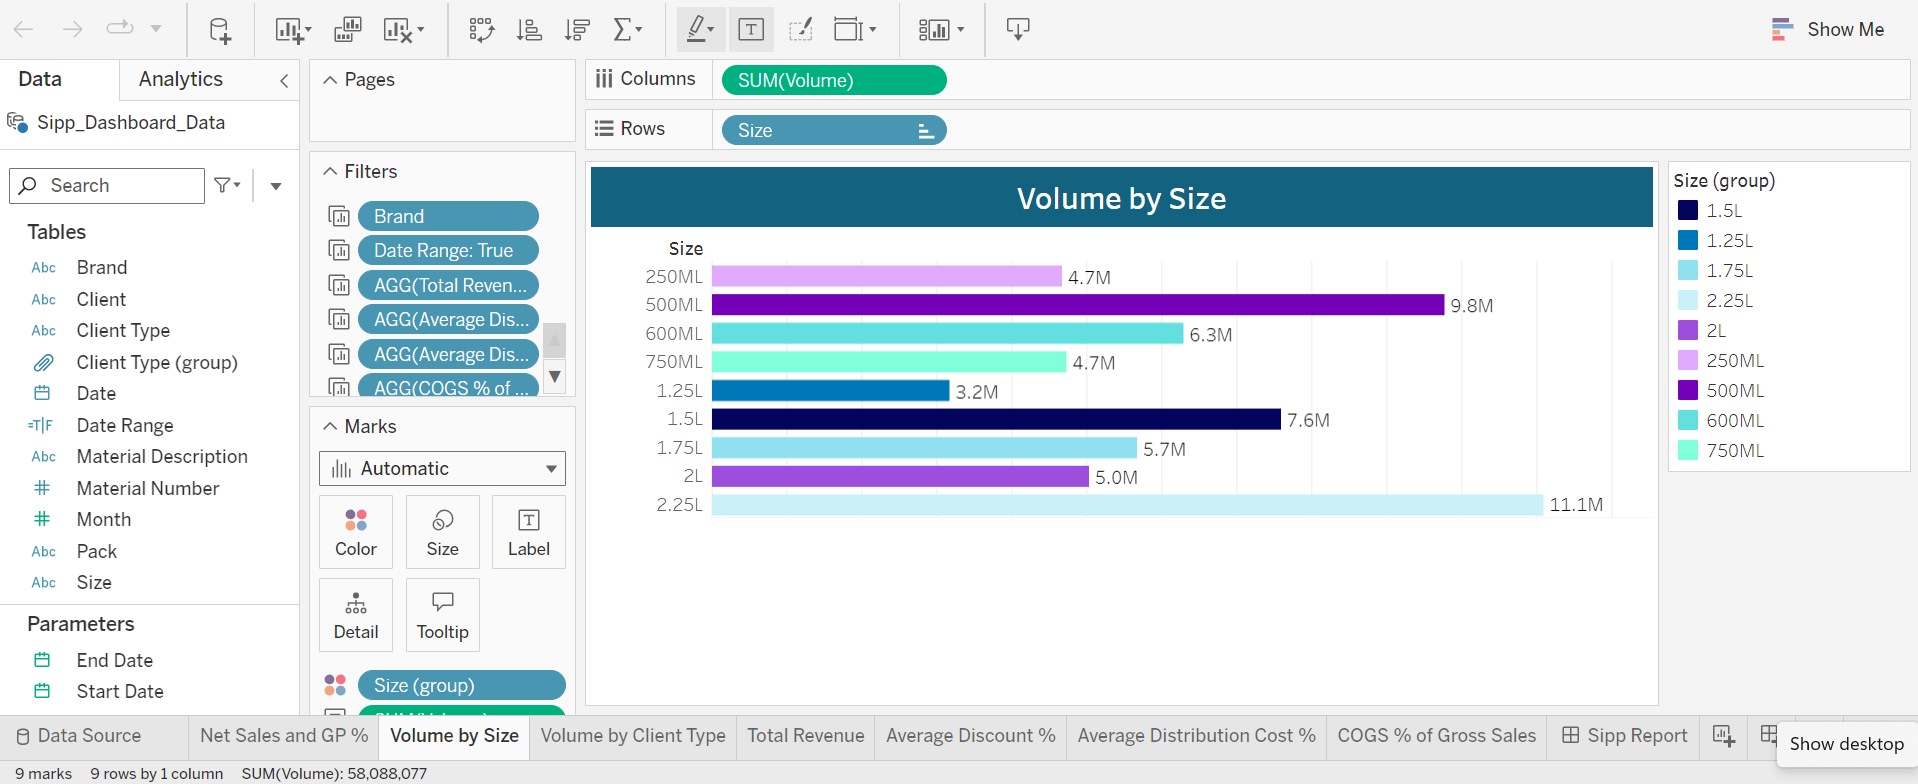 Show Me
Data
Analytics
Sipp_Dashboard_Data
Search
Tables
Abc Brand
Abc Client
Abc Client Type
Client Type (group)
Date
=T|F Date Range
Abc Material Description
Material Number
Month
Abc Pack
Abc Size
Parameters
End Date
Start Date
Pages
Filters
Brand
Date Range: True
AGG(Total Reven...
AGG(Average Dis...
AGG(Average Dis...
AGG(COGS % of ...
Marks
Automatic
Color
Size
Label
Detail
Tooltip
Size (group)
SUM(Volume)
Columns
SUM(Volume)
Rows
Size
Volume by Size
Size
250ML 4.7M
500ML 9.8M
600ML 6.3M
750ML 4.7M
1.25L 3.2M
1.5L 7.6M
1.75L 5.7M
2L 5.0M
2.25L 11.1M
Size (group)
1.5L
1.25L
1.75L
2.25L
2L
250ML
500ML
600ML
750ML
Data Source
Net Sales and GP %
Volume by Size
Volume by Client Type
Total Revenue
Average Discount %
Average Distribution Cost %
COGS % of Gross Sales
Sipp Report
Show desktop
9 marks
9 rows by 1 column
SUM(Volume): 58,088,077